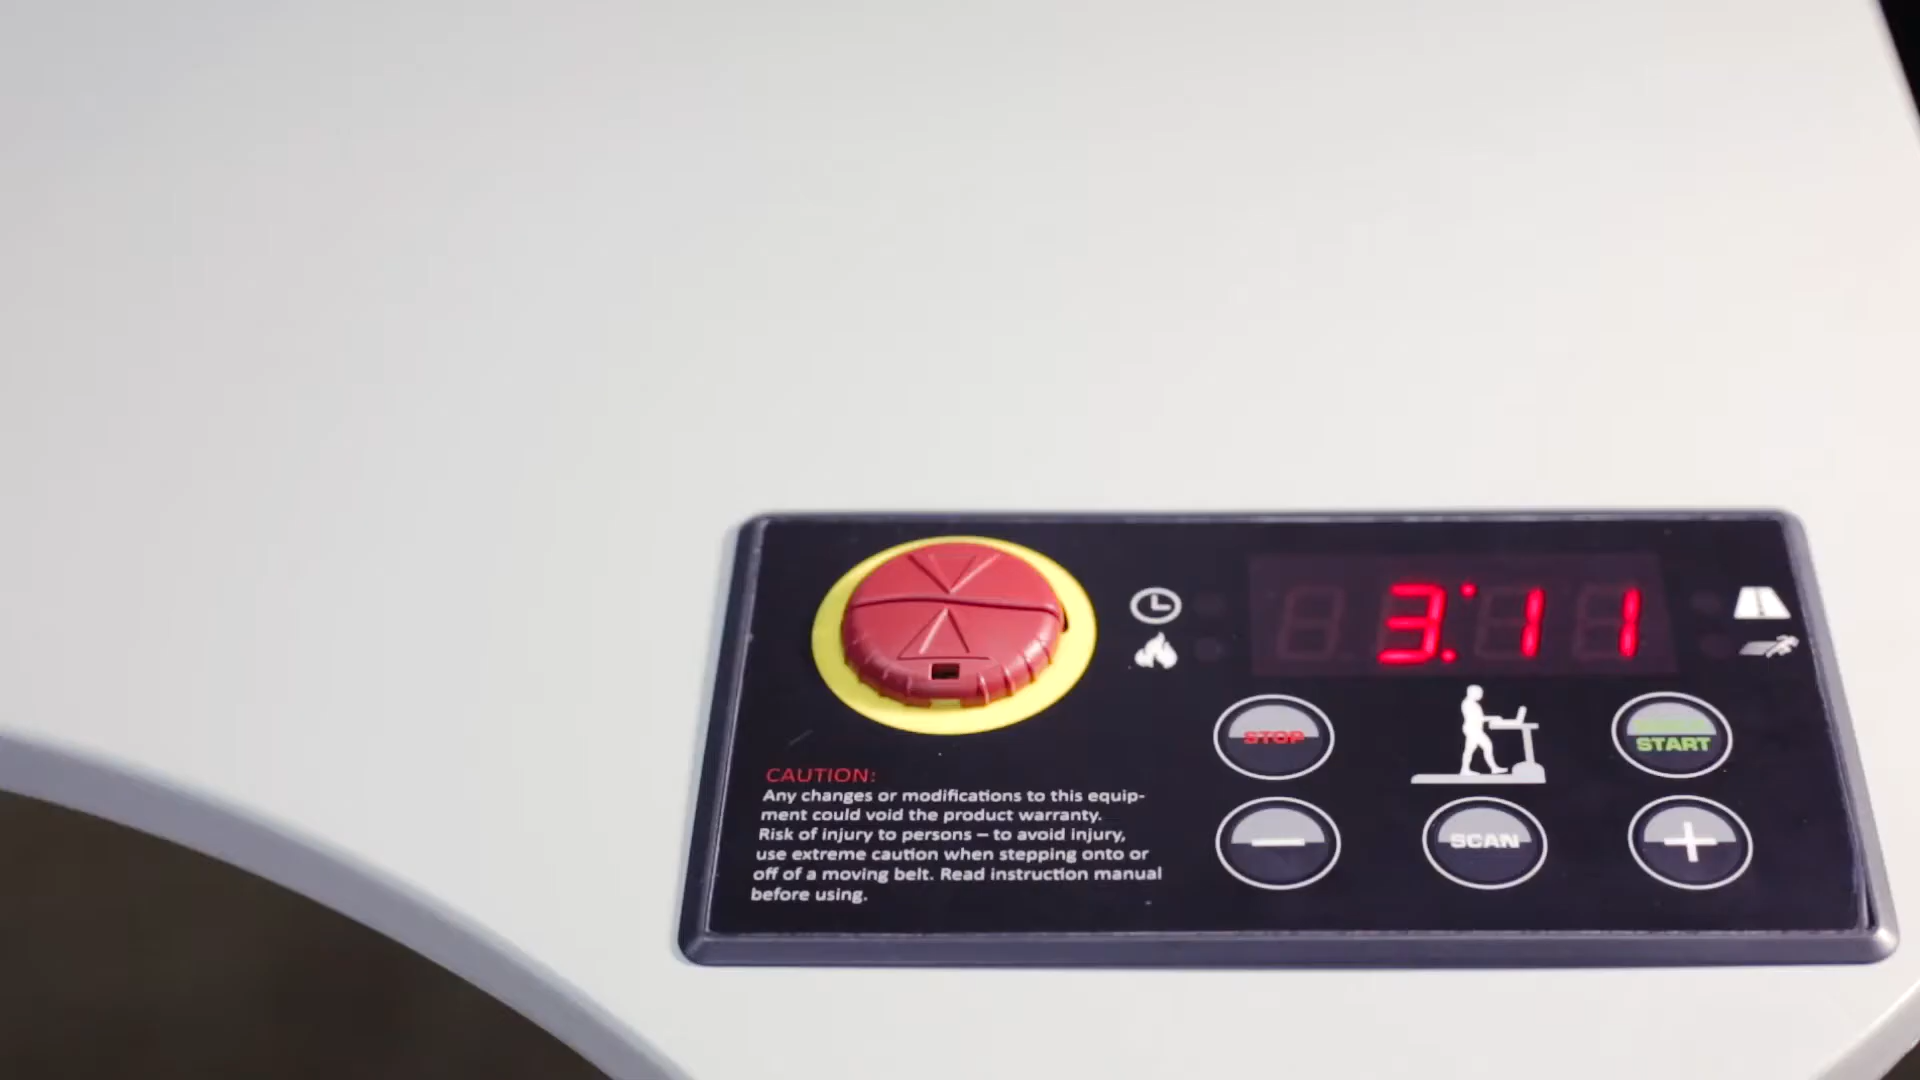 3:11
STOP
START
SCAN
CAUTION:
Any changes or modifications to this equip-
ment could void the product warranty.
Risk of injury to persons – to avoid injury,
use extreme caution when stepping onto or
off of a moving belt. Read instruction manual
before using.